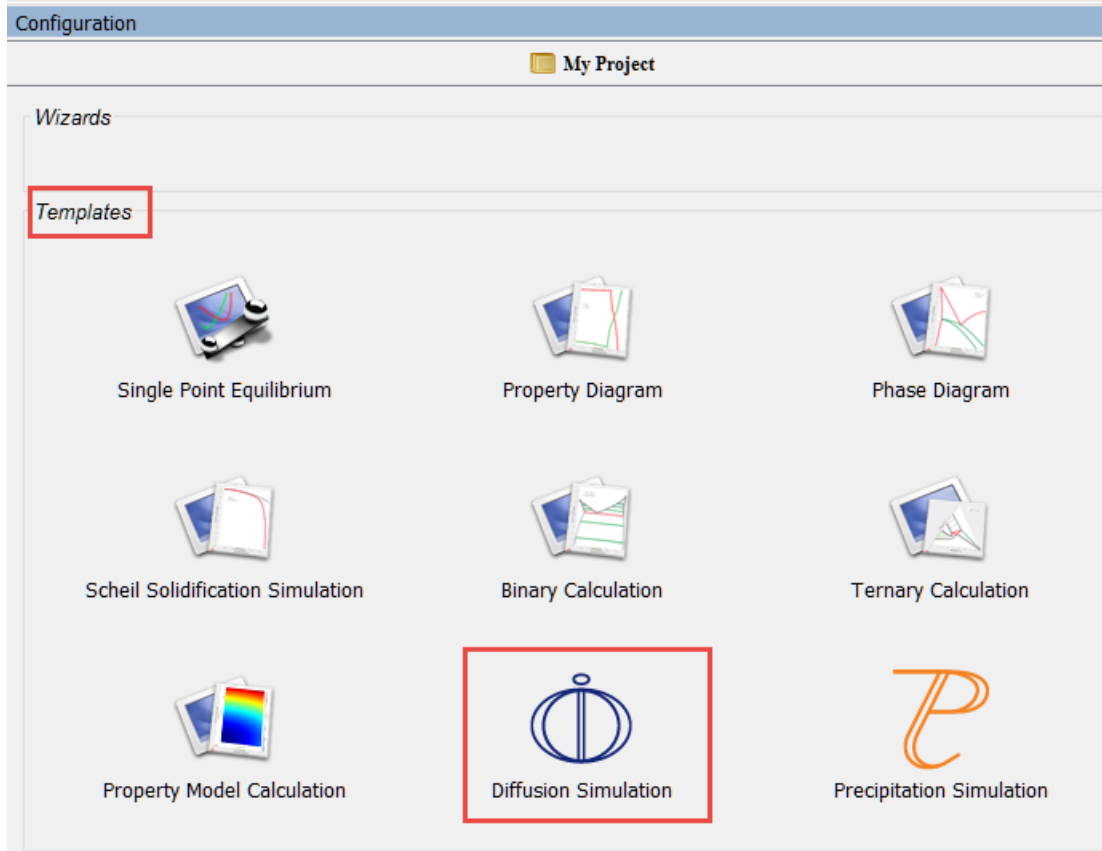 Configuration
My Project
Wizards
Templates
Single Point Equilibrium
Property Diagram
Phase Diagram
Scheil Solidification Simulation
Binary Calculation
Ternary Calculation
Property Model Calculation
Diffusion Simulation
Precipitation Simulation